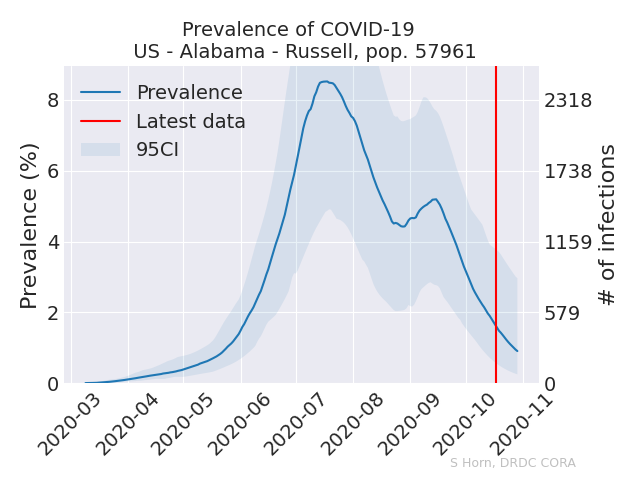 Prevalence of COVID-19
US - Alabama - Russell, pop. 57961
Prevalence
Latest data
95CI
Prevalence (%)
8
6
4
2
0
2318
1738
1159
579
0
# of infections
2020-03
2020-04
2020-05
2020-06
2020-07
2020-08
2020-09
2020-10
2020-11
S Horn, DRDC CORA